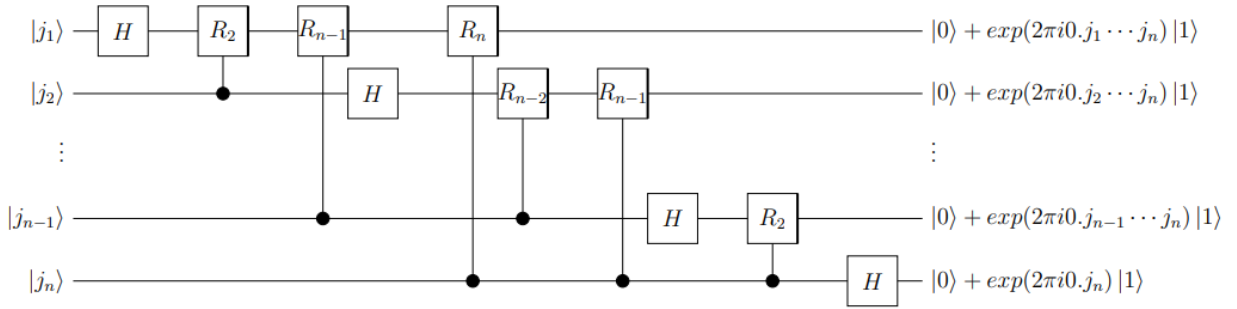 |j₁⟩ H R₂ Rₙ₋₁ Rₙ |0⟩ + exp(2πi0.j₁ ⋯ jₙ) |1⟩
|j₂⟩ H Rₙ₋₂ Rₙ₋₁ |0⟩ + exp(2πi0.j₂ ⋯ jₙ) |1⟩
⋮ ⋮
|jₙ₋₁⟩ H R₂ |0⟩ + exp(2πi0.jₙ₋₁ ⋯ jₙ) |1⟩
|jₙ⟩ H |0⟩ + exp(2πi0.jₙ) |1⟩